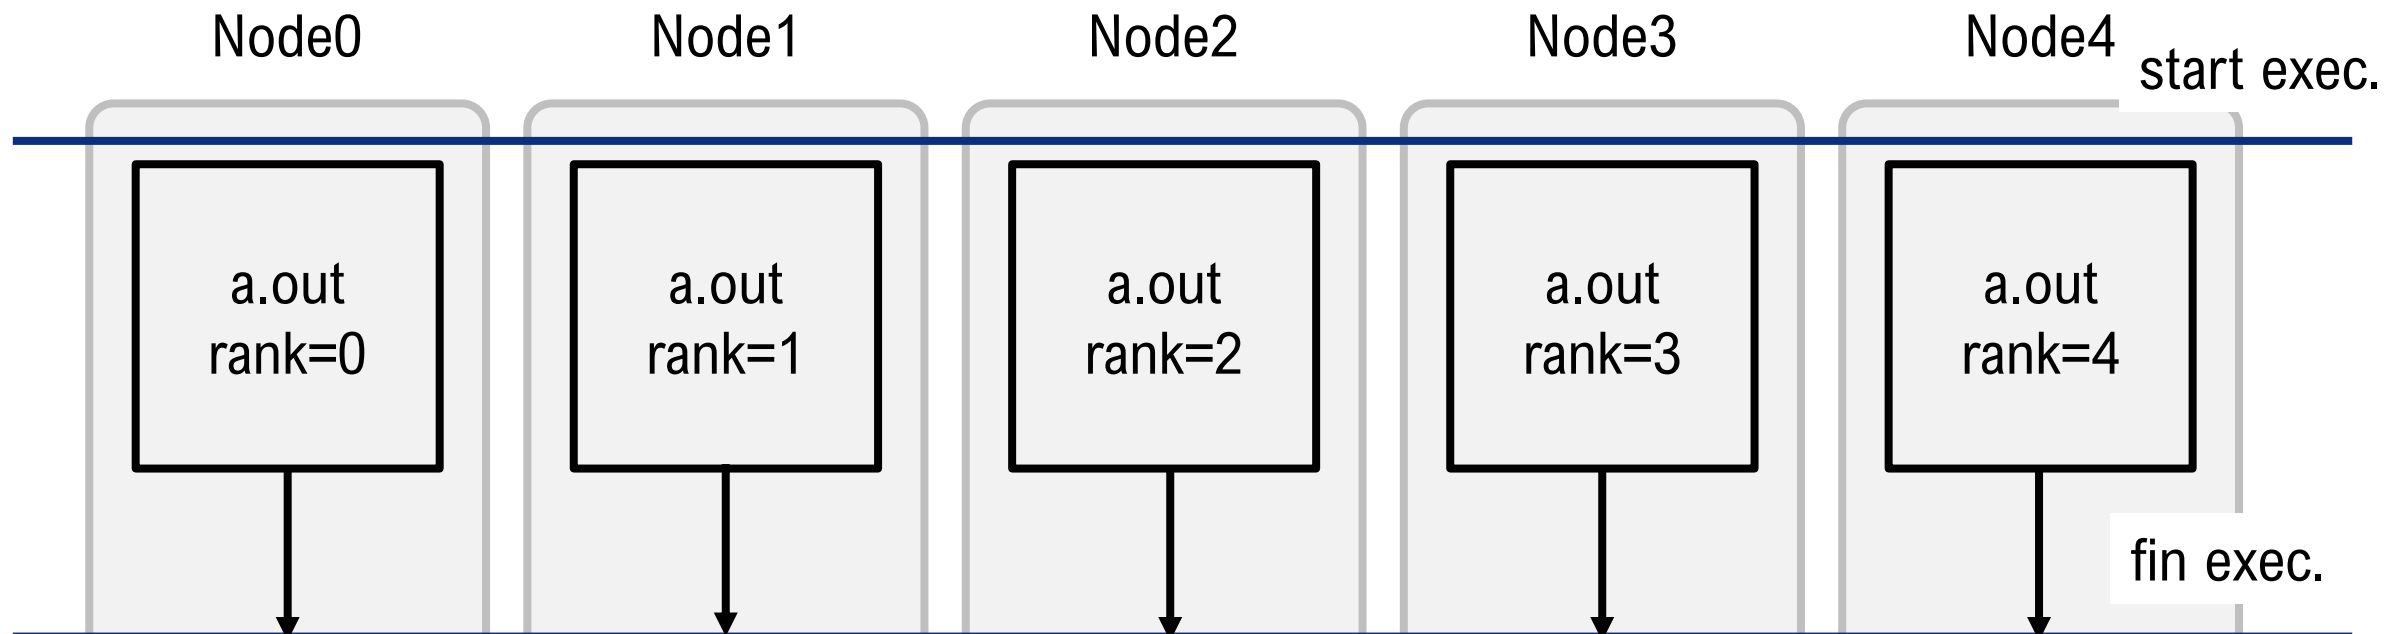 Node0
Node1
Node2
Node3
Node4
start exec.
a.out
rank=0
a.out
rank=1
a.out
rank=2
a.out
rank=3
a.out
rank=4
fin exec.